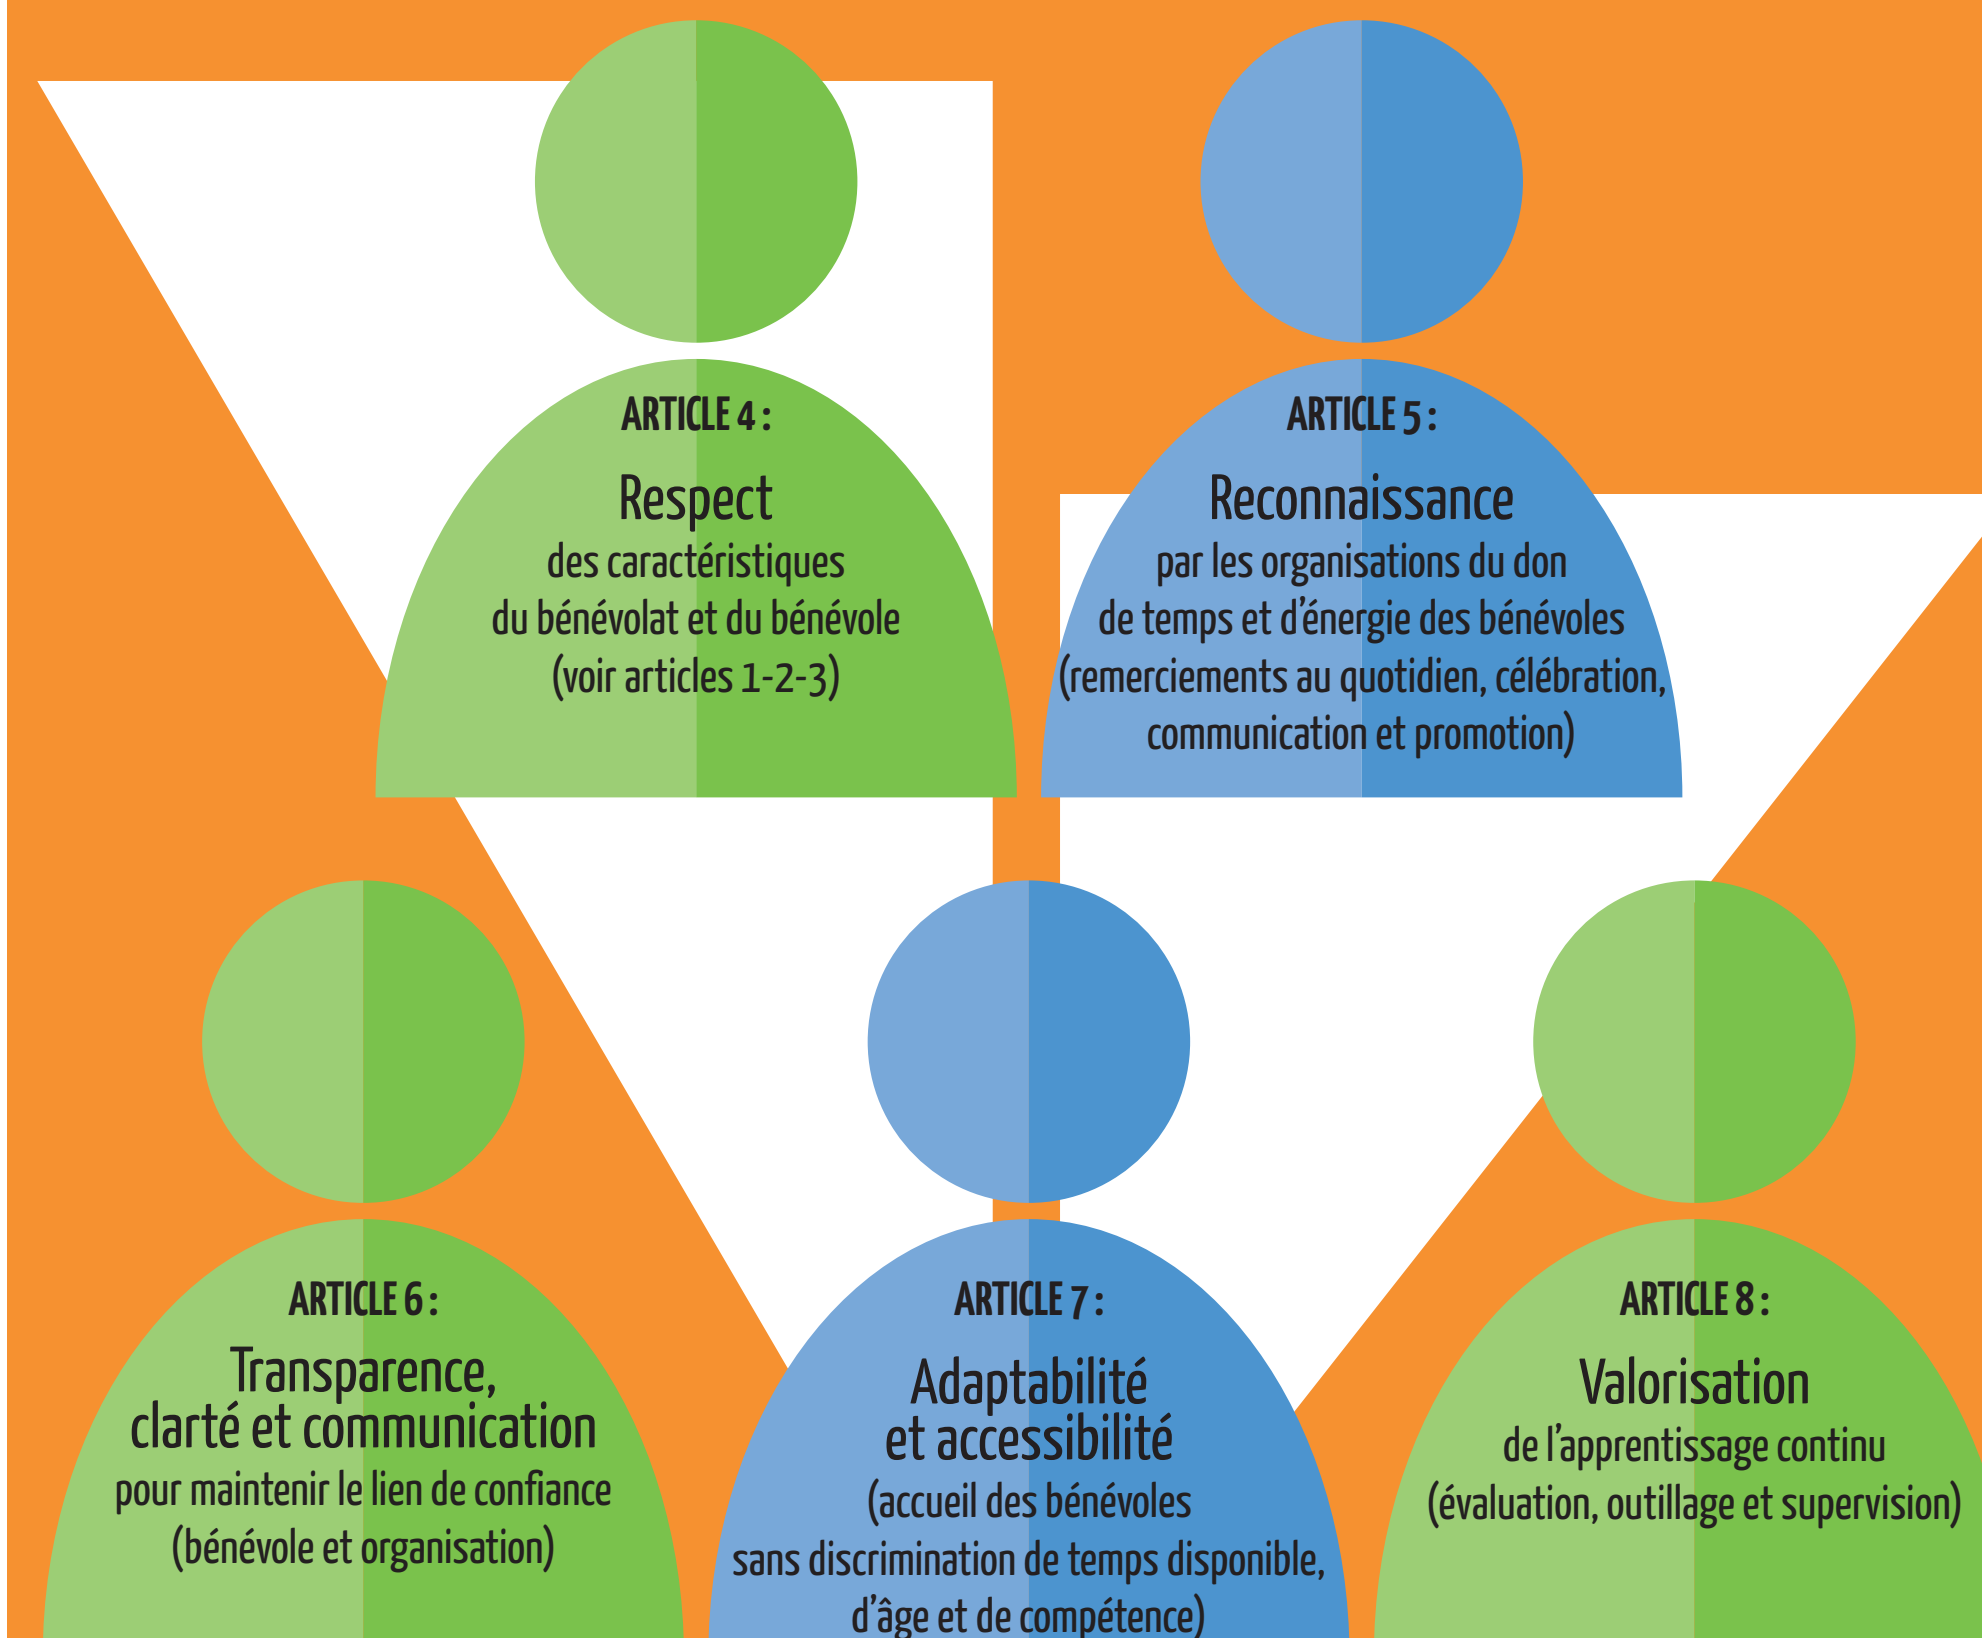 ARTICLE 4 :
Respect
des caractéristiques
du bénévolat et du bénévole
(voir articles 1-2-3)
ARTICLE 5 :
Reconnaissance
par les organisations du don
de temps et d’énergie des bénévoles
(remerciements au quotidien, célébration,
communication et promotion)
ARTICLE 6 :
Transparence,
clarté et communication
pour maintenir le lien de confiance
(bénévole et organisation)
ARTICLE 7 :
Adaptabilité
et accessibilité
(accueil des bénévoles
sans discrimination de temps disponible,
d’âge et de compétence)
ARTICLE 8 :
Valorisation
de l’apprentissage continu
(évaluation, outillage et supervision)